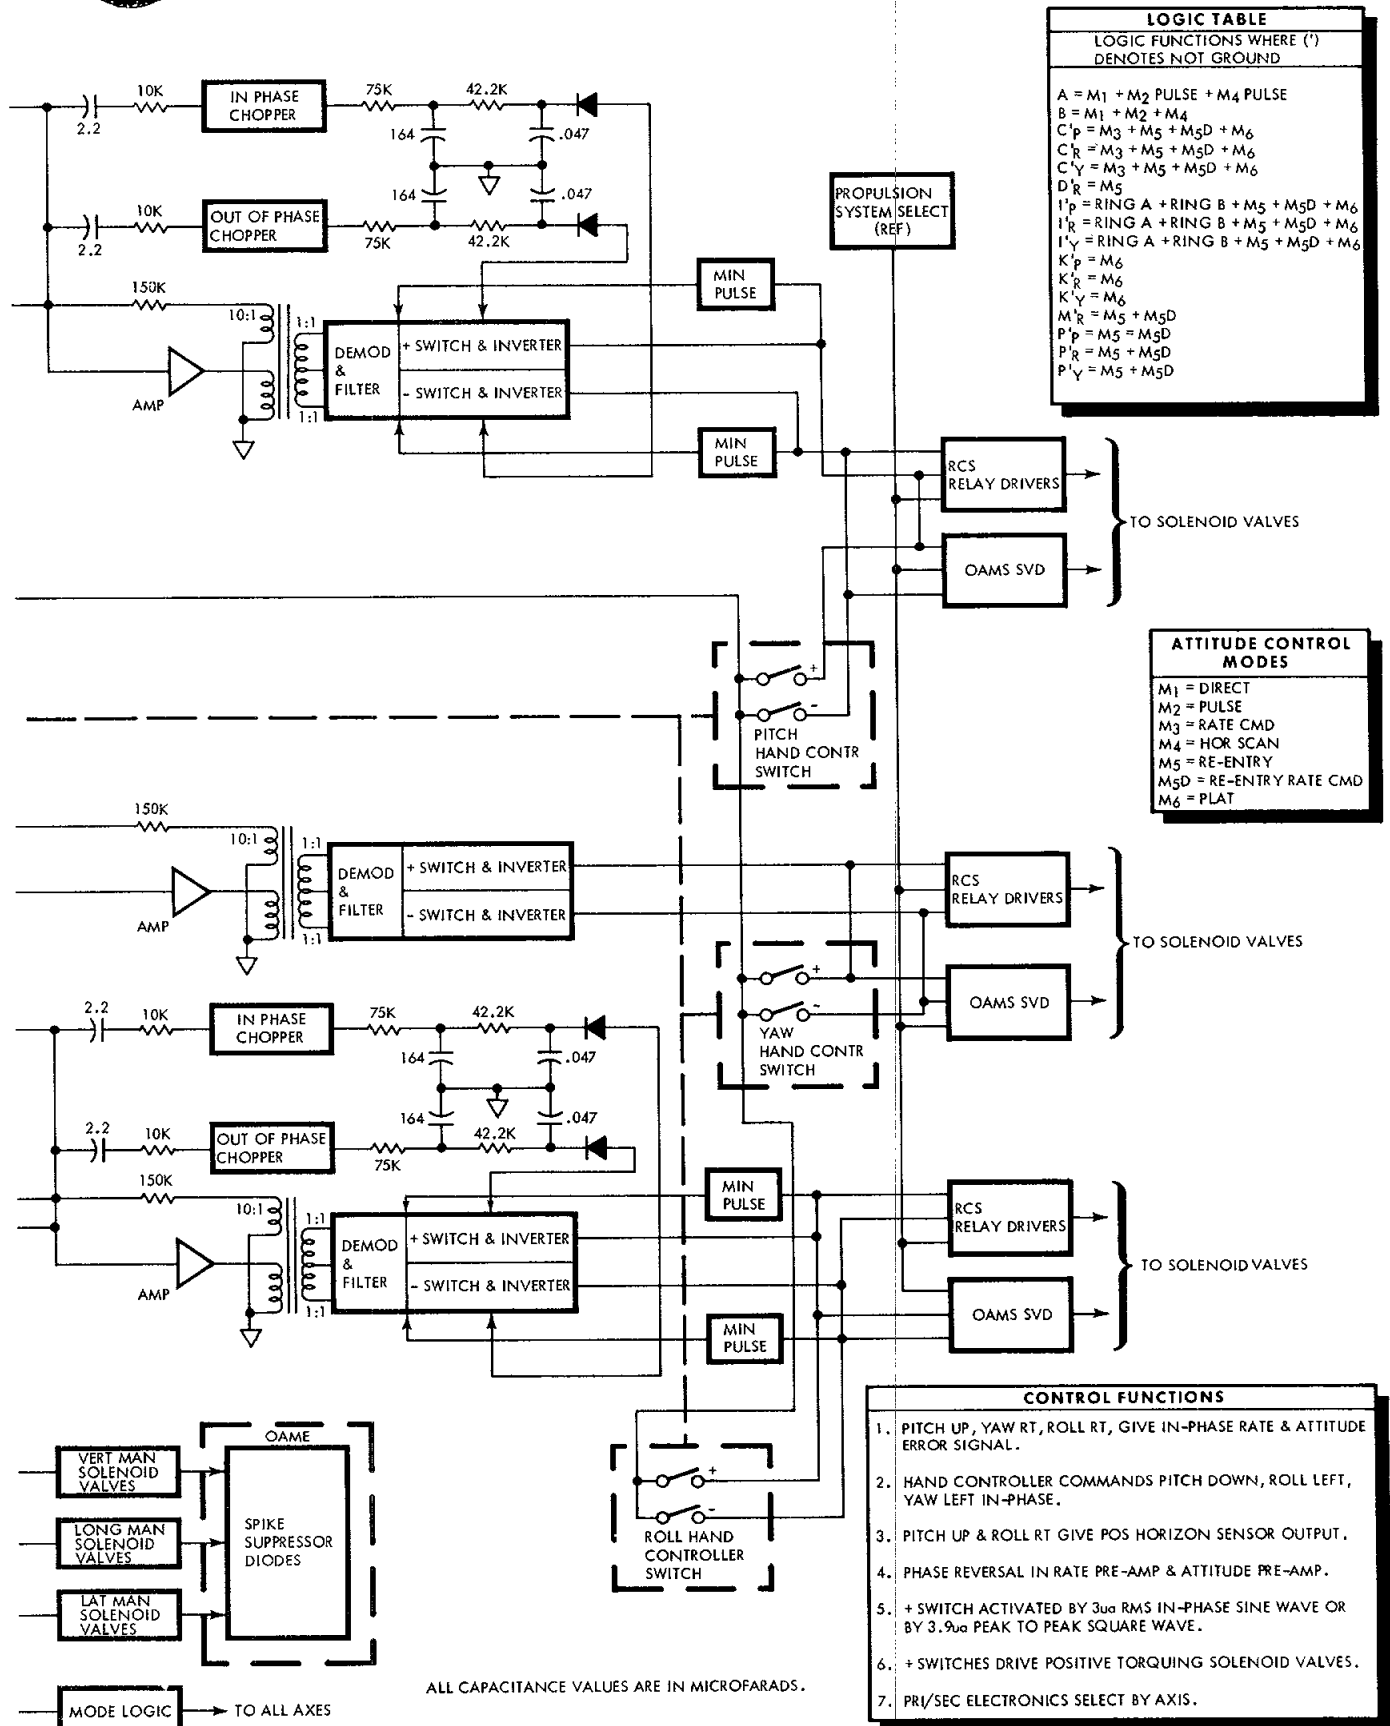 LOGIC TABLE
LOGIC FUNCTIONS WHERE (')
DENOTES NOT GROUND
A = M1 + M2 PULSE + M4 PULSE
B = M1 + M2 + M4
C'P = M3 + M5 + M5D + M6
C'R = M3 + M5 + M5D + M6
C'Y = M3 + M5 + M5D + M6
D'R = M5
I'P = RING A + RING B + M5 + M5D + M6
I'R = RING A + RING B + M5 + M5D + M6
I'Y = RING A + RING B + M5 + M5D + M6
K'P = M6
K'R = M6
K'Y = M6
M'R = M5 + M5D
P'P = M5 = M5D
P'R = M5 + M5D
P'Y = M5 + M5D
2.2
10K
IN PHASE
CHOPPER
75K
42.2K
164
.047
164
.047
2.2
10K
OUT OF PHASE
CHOPPER
75K
42.2K
PROPULSION
SYSTEM SELECT
(REF)
150K
10:1
1:1
1:1
AMP
DEMOD
&
FILTER
+ SWITCH & INVERTER
- SWITCH & INVERTER
MIN
PULSE
MIN
PULSE
RCS
RELAY DRIVERS
OAMS SVD
TO SOLENOID VALVES
+
-
PITCH
HAND CONTR
SWITCH
ATTITUDE CONTROL
MODES
M1 = DIRECT
M2 = PULSE
M3 = RATE CMD
M4 = HOR SCAN
M5 = RE-ENTRY
M5D = RE-ENTRY RATE CMD
M6 = PLAT
150K
10:1
1:1
1:1
AMP
DEMOD
&
FILTER
+ SWITCH & INVERTER
- SWITCH & INVERTER
RCS
RELAY DRIVERS
OAMS SVD
TO SOLENOID VALVES
+
-
YAW
HAND CONTR
SWITCH
2.2
10K
IN PHASE
CHOPPER
75K
42.2K
164
.047
164
.047
2.2
10K
OUT OF PHASE
CHOPPER
75K
42.2K
150K
10:1
1:1
1:1
AMP
DEMOD
&
FILTER
+ SWITCH & INVERTER
- SWITCH & INVERTER
MIN
PULSE
MIN
PULSE
RCS
RELAY DRIVERS
OAMS SVD
TO SOLENOID VALVES
+
-
ROLL HAND
CONTROLLER
SWITCH
OAME
VERT MAN
SOLENOID
VALVES
LONG MAN
SOLENOID
VALVES
LAT MAN
SOLENOID
VALVES
SPIKE
SUPPRESSOR
DIODES
MODE LOGIC
TO ALL AXES
ALL CAPACITANCE VALUES ARE IN MICROFARADS.
CONTROL FUNCTIONS
1. PITCH UP, YAW RT, ROLL RT, GIVE IN-PHASE RATE & ATTITUDE
ERROR SIGNAL.
2. HAND CONTROLLER COMMANDS PITCH DOWN, ROLL LEFT,
YAW LEFT IN-PHASE.
3. PITCH UP & ROLL RT GIVE POS HORIZON SENSOR OUTPUT.
4. PHASE REVERSAL IN RATE PRE-AMP & ATTITUDE PRE-AMP.
5. + SWITCH ACTIVATED BY 3ua RMS IN-PHASE SINE WAVE OR
BY 3.9ua PEAK TO PEAK SQUARE WAVE.
6. + SWITCHES DRIVE POSITIVE TORQUING SOLENOID VALVES.
7. PRI/SEC ELECTRONICS SELECT BY AXIS.